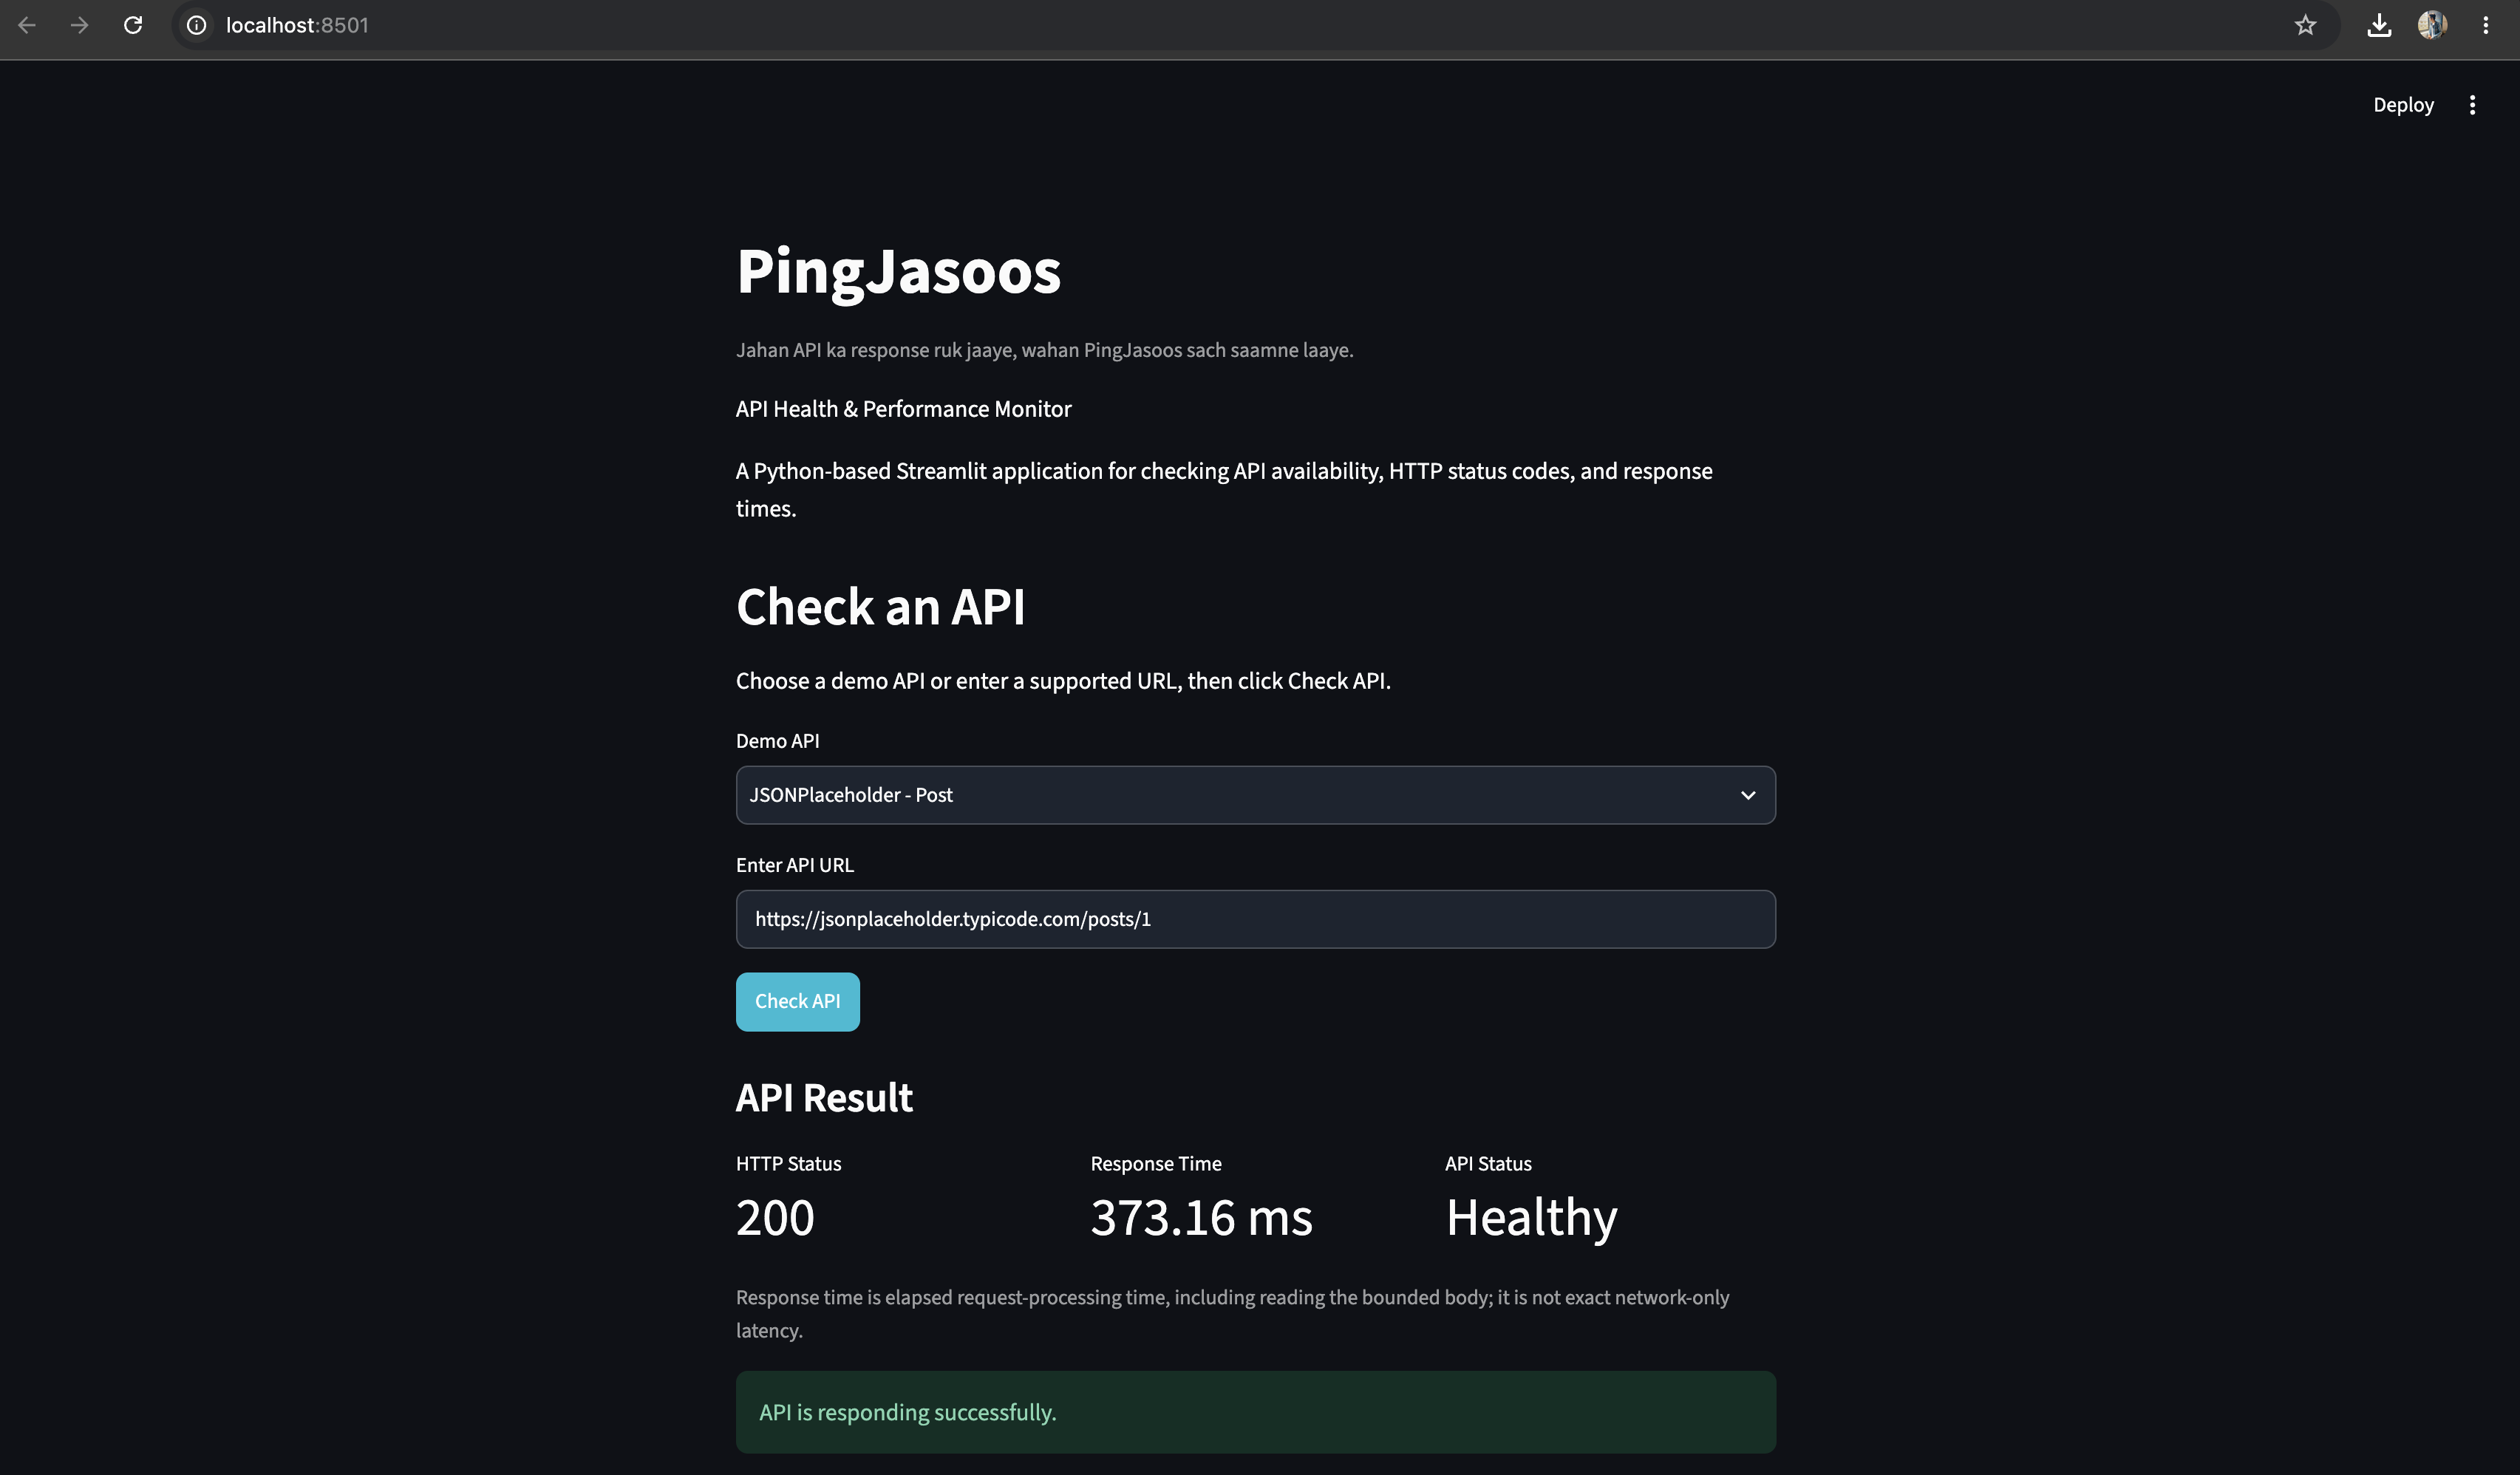 localhost:8501
Deploy
PingJasoos
Jahan API ka response ruk jaaye, wahan PingJasoos sach saamne laaye.
API Health & Performance Monitor
A Python-based Streamlit application for checking API availability, HTTP status codes, and response
times.
Check an API
Choose a demo API or enter a supported URL, then click Check API.
Demo API
JSONPlaceholder - Post
Enter API URL
https://jsonplaceholder.typicode.com/posts/1
Check API
API Result
HTTP Status
Response Time
API Status
200
373.16 ms
Healthy
Response time is elapsed request-processing time, including reading the bounded body; it is not exact network-only
latency.
API is responding successfully.